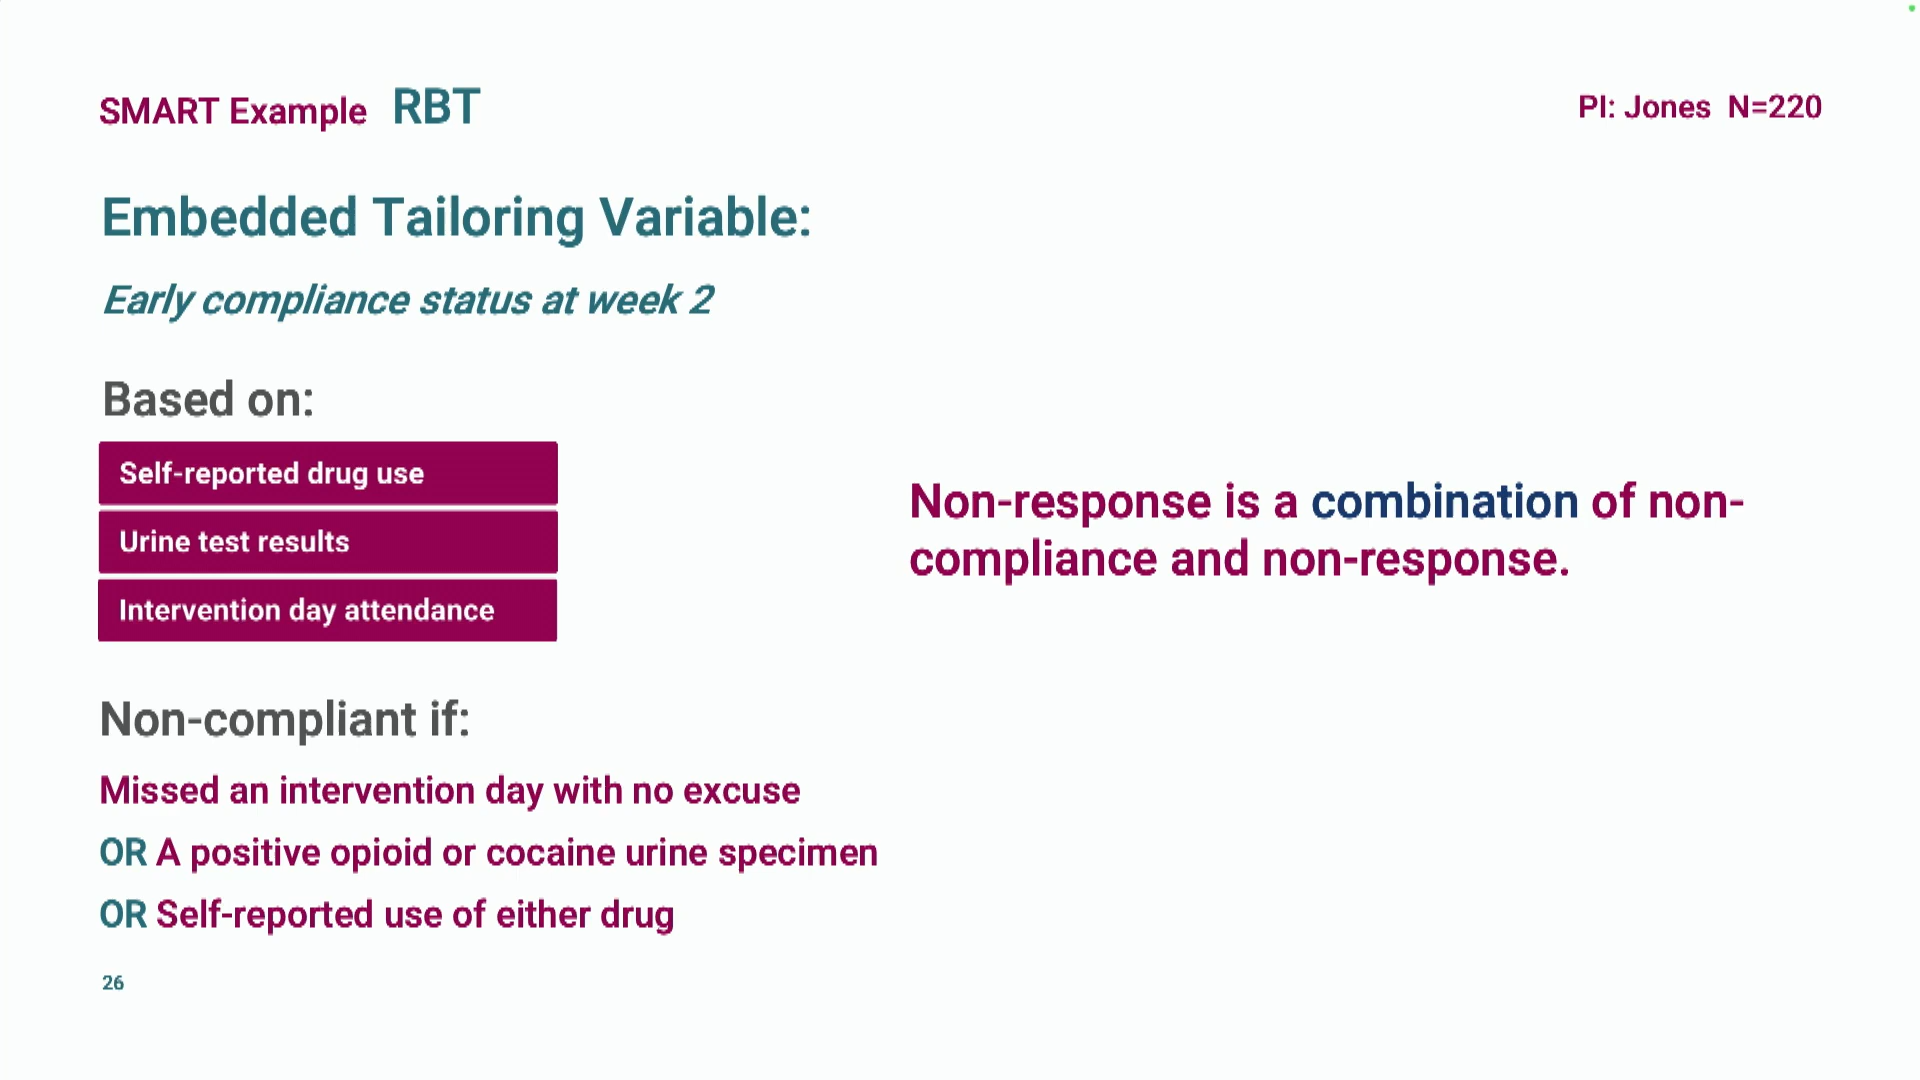 SMART Example RBT
PI: Jones N=220
Embedded Tailoring Variable:
Early compliance status at week 2
Based on:
Self-reported drug use
Urine test results
Intervention day attendance
Non-response is a combination of non-
compliance and non-response.
Non-compliant if:
Missed an intervention day with no excuse
OR A positive opioid or cocaine urine specimen
OR Self-reported use of either drug
26